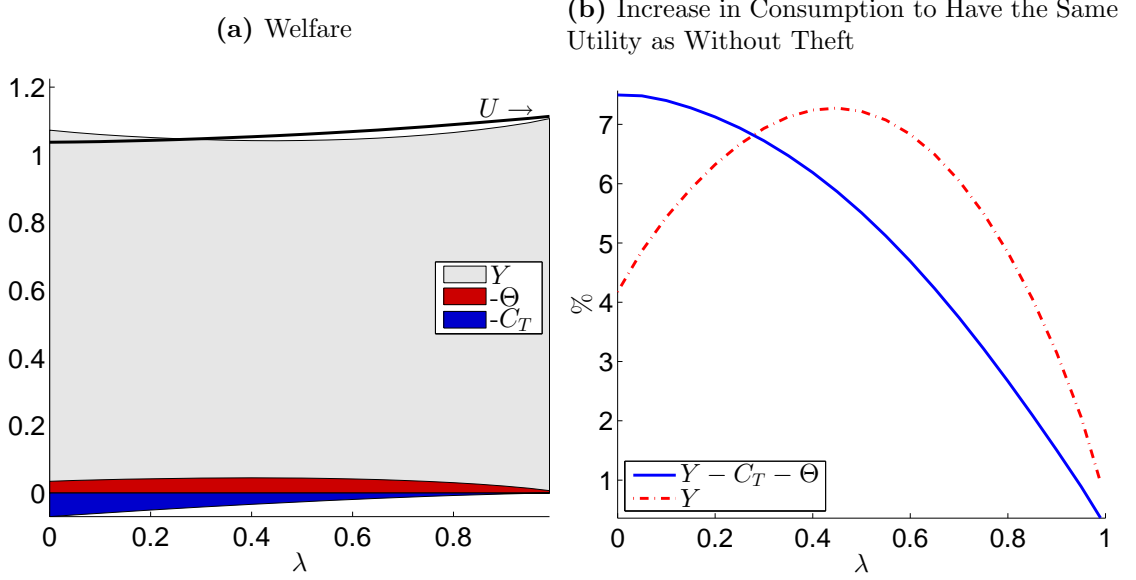 (a) Welfare
1.2
1
0.8
0.6
0.4
0.2
0
0 0.2 0.4 0.6 0.8
λ
U →
Y
-Θ
-C_T
(b) Increase in Consumption to Have the Same
Utility as Without Theft
7
6
5
4
3
2
1
%
0 0.2 0.4 0.6 0.8 1
λ
Y − C_T − Θ
Y